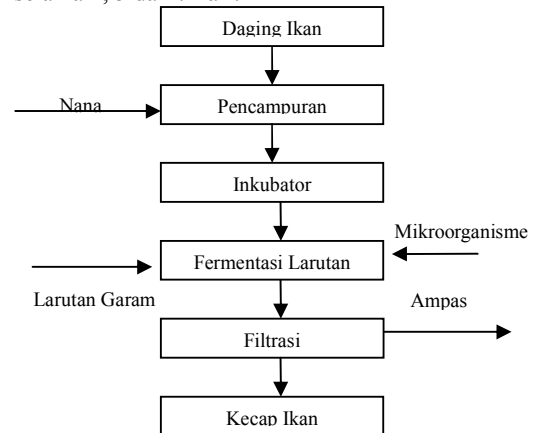 Daging Ikan
Nana
Pencampuran
Inkubator
Mikroorganisme
Fermentasi Larutan
Larutan Garam
Ampas
Filtrasi
Kecap Ikan